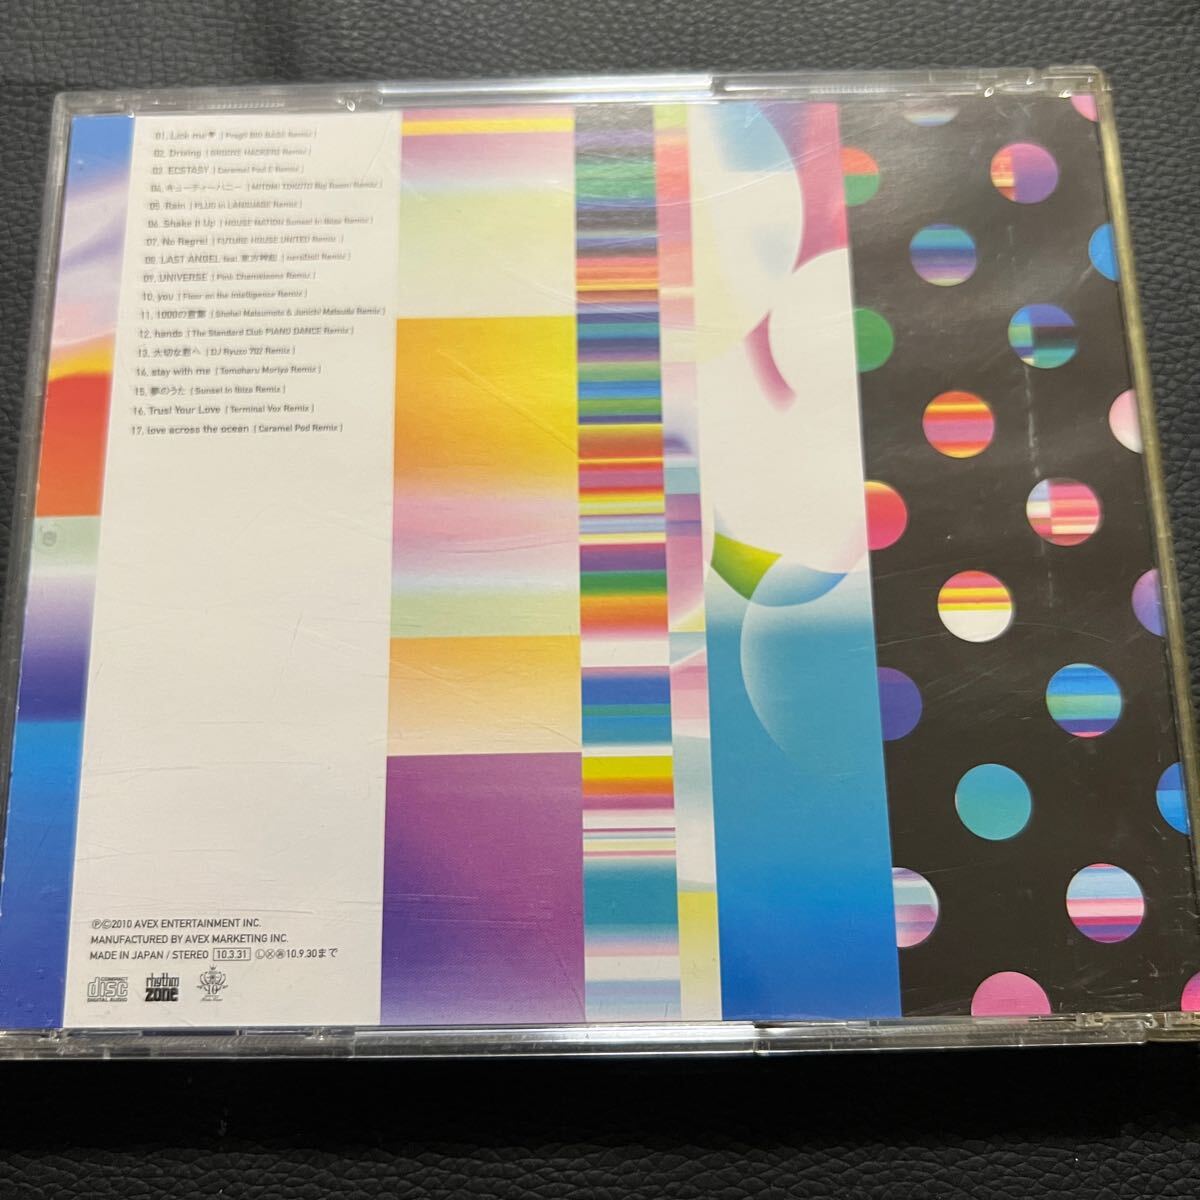 01. Lick me♥ [ Prog5 BIG BASE Remix ]
02. Driving [ GROOVE HACKERS Remix ]
03. ECSTASY [ Caramel Pod E Remix ]
04. キューティーハニー [ MITOMI TOKOTO Big Room Remix ]
05. Rain [ PLUG in LANGUAGE Remix ]
06. Shake It Up [ HOUSE NATION Sunset In Ibiza Remix ]
07. No Regret [ FUTURE HOUSE UNITED Remix ]
08. LAST ANGEL feat. 東方神起 [ neroDoll Remix ]
09. UNIVERSE [ Pink Chameleons Remix ]
10. you [ Floor on the Intelligence Remix ]
11. 1000の言葉 [ Shohei Matsumoto & Junichi Matsuda Remix ]
12. hands [ The Standard Club PIANO DANCE Remix ]
13. 大切な君へ [ DJ Ryuzo 702 Remix ]
14. stay with me [ Tomoharu Moriya Remix ]
15. 夢のうた [ Sunset In Ibiza Remix ]
16. Trust Your Love [ Terminal Vox Remix ]
17. love across the ocean [ Caramel Pod Remix ]
Ⓟ©2010 AVEX ENTERTAINMENT INC.
MANUFACTURED BY AVEX MARKETING INC.
MADE IN JAPAN / STEREO 10.3.31 Ⓛ Ⓧ 10.9.30まで
COMPACT disc DIGITAL AUDIO
rhythm zone
10